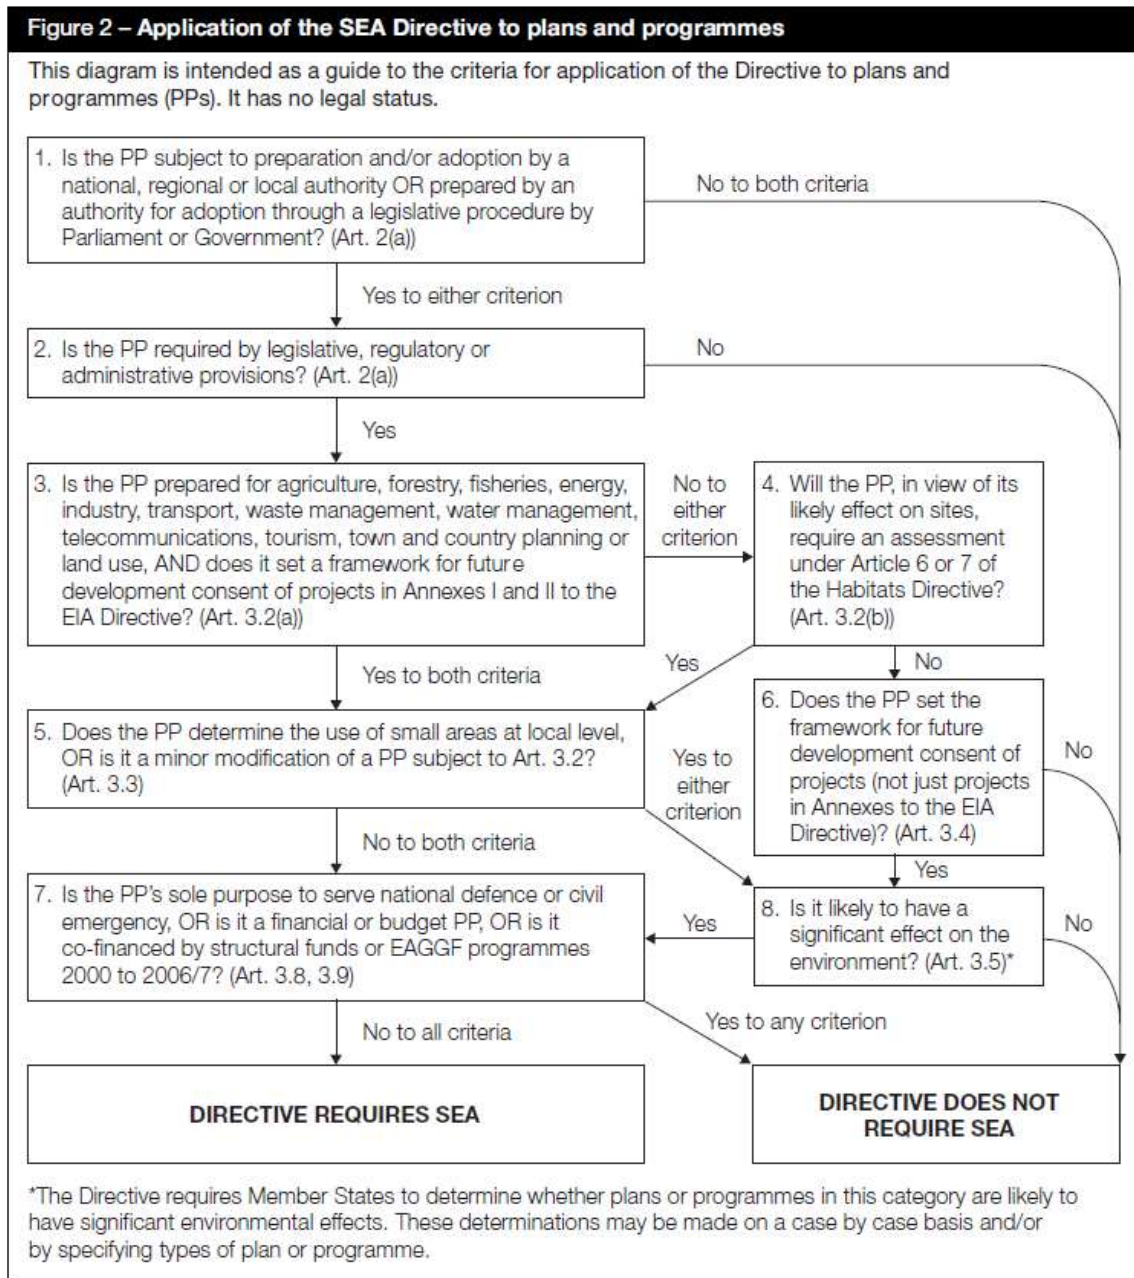 Figure 2 – Application of the SEA Directive to plans and programmes
This diagram is intended as a guide to the criteria for application of the Directive to plans and
programmes (PPs). It has no legal status.
1. Is the PP subject to preparation and/or adoption by a
national, regional or local authority OR prepared by an
authority for adoption through a legislative procedure by
Parliament or Government? (Art. 2(a))
No to both criteria
Yes to either criterion
2. Is the PP required by legislative, regulatory or
administrative provisions? (Art. 2(a))
No
Yes
3. Is the PP prepared for agriculture, forestry, fisheries, energy,
industry, transport, waste management, water management,
telecommunications, tourism, town and country planning or
land use, AND does it set a framework for future
development consent of projects in Annexes I and II to the
EIA Directive? (Art. 3.2(a))
No to
either
criterion
4. Will the PP, in view of its
likely effect on sites,
require an assessment
under Article 6 or 7 of
the Habitats Directive?
(Art. 3.2(b))
Yes to both criteria
Yes
No
5. Does the PP determine the use of small areas at local level,
OR is it a minor modification of a PP subject to Art. 3.2?
(Art. 3.3)
Yes to
either
criterion
6. Does the PP set the
framework for future
development consent of
projects (not just projects
in Annexes to the EIA
Directive)? (Art. 3.4)
No
No to both criteria
Yes
7. Is the PP's sole purpose to serve national defence or civil
emergency, OR is it a financial or budget PP, OR is it
co-financed by structural funds or EAGGF programmes
2000 to 2006/7? (Art. 3.8, 3.9)
Yes
8. Is it likely to have a
significant effect on the
environment? (Art. 3.5)*
No
No to all criteria
Yes to any criterion
DIRECTIVE REQUIRES SEA
DIRECTIVE DOES NOT
REQUIRE SEA
*The Directive requires Member States to determine whether plans or programmes in this category are likely to
have significant environmental effects. These determinations may be made on a case by case basis and/or
by specifying types of plan or programme.